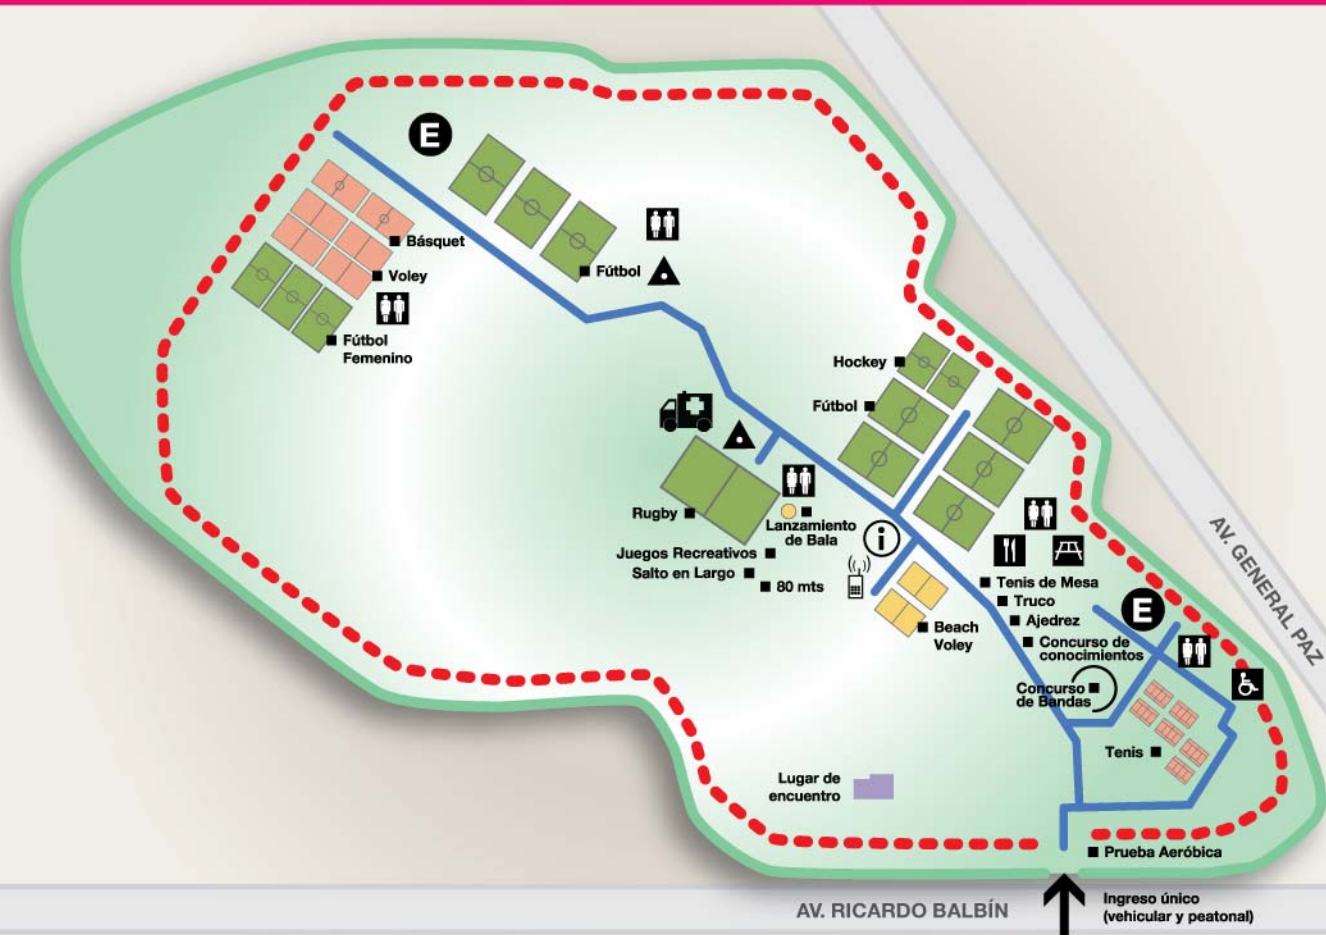 E
Básquet
Voley
Fútbol
Femenino
Fútbol
Hockey
Fútbol
Rugby
Lanzamiento
de Bala
Juegos Recreativos
Salto en Largo
80 mts
i
Beach
Voley
Tenis de Mesa
Truco
Ajedrez
Concurso de
conocimientos
Concurso
de Bandas
E
Tenis
Lugar de
encuentro
Prueba Aeróbica
AV. GENERAL PAZ
AV. RICARDO BALBÍN
Ingreso único
(vehicular y peatonal)